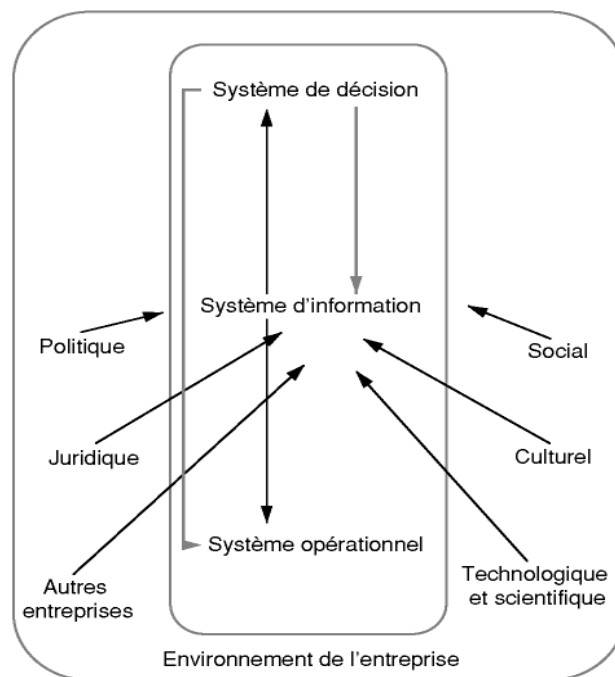 Système de décision
Système d'information
Politique
Social
Juridique
Culturel
Système opérationnel
Autres
entreprises
Technologique
et scientifique
Environnement de l'entreprise